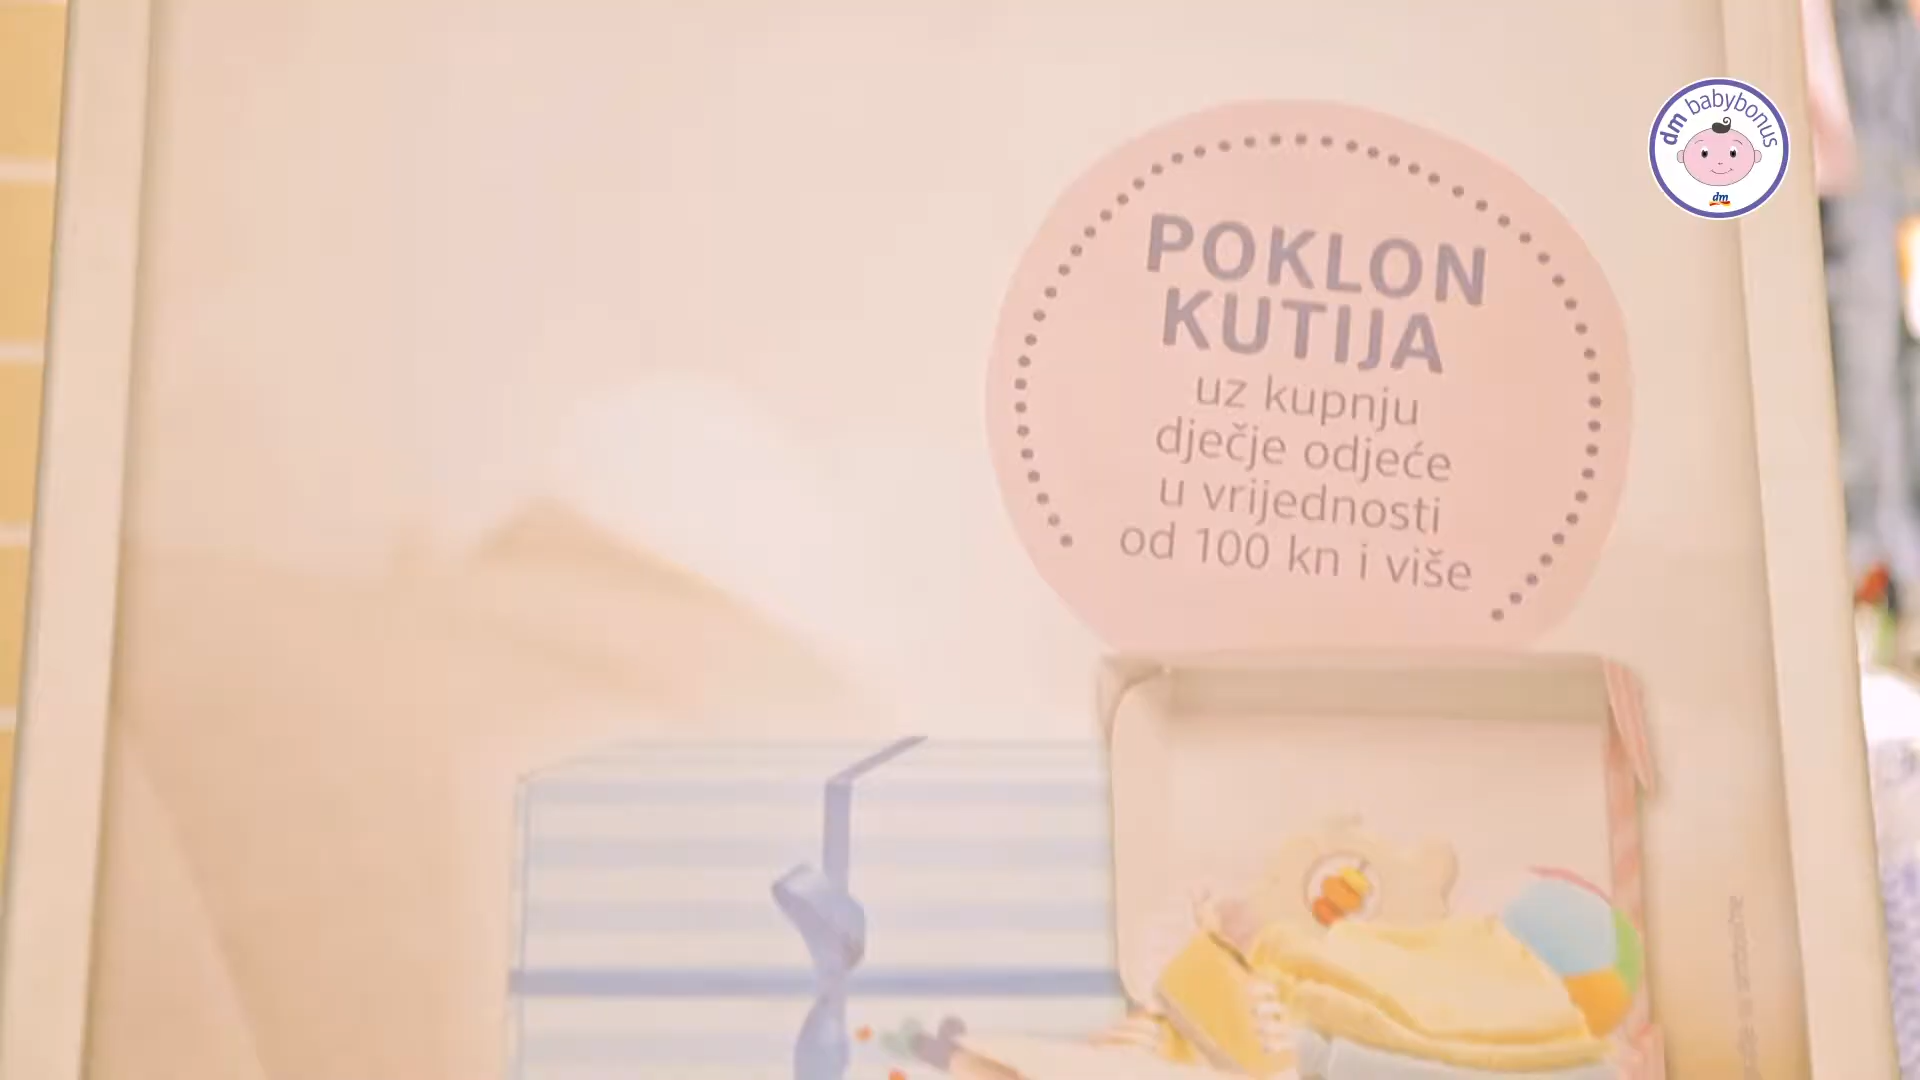 POKLON
KUTIJA
uz kupnju
dječje odjeće
u vrijednosti
od 100 kn i više
dm babybonus
dm